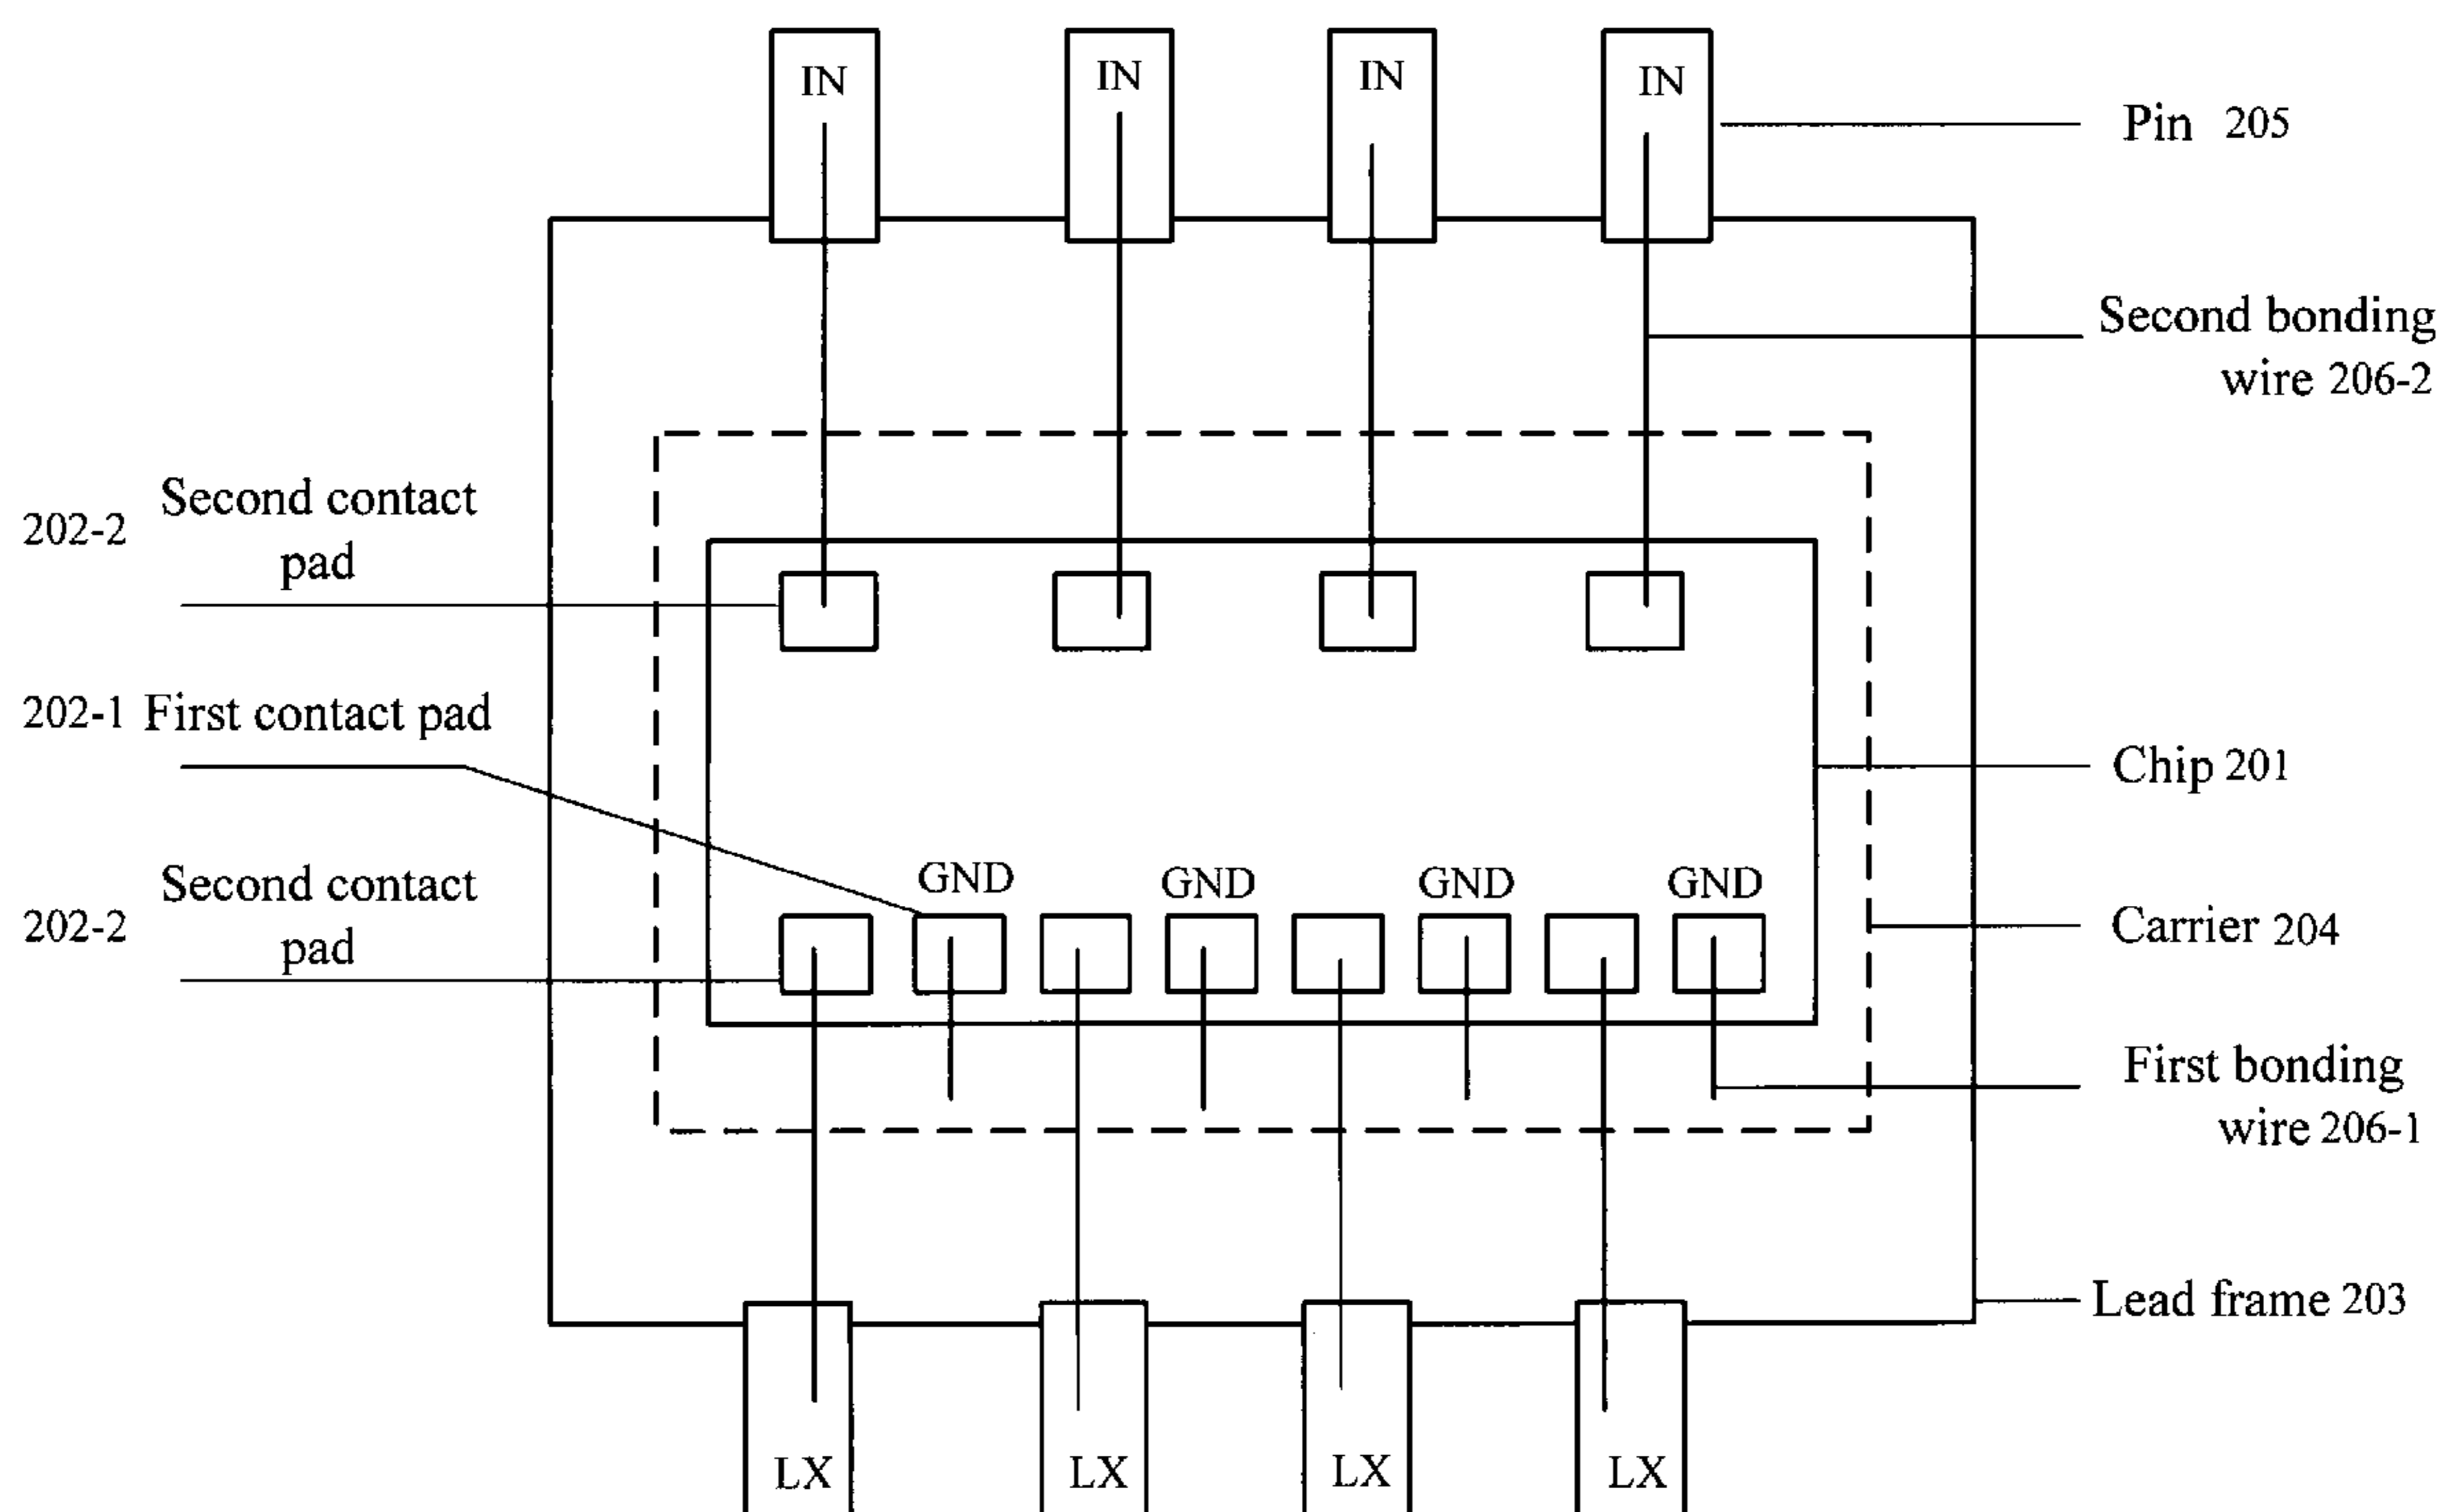 IN IN IN IN
Pin 205
Second bonding
wire 206-2
Second contact
202-2
pad
202-1 First contact pad
Chip 201
GND GND GND GND
Second contact
202-2
pad
Carrier 204
First bonding
wire 206-1
Lead frame 203
LX LX LX LX